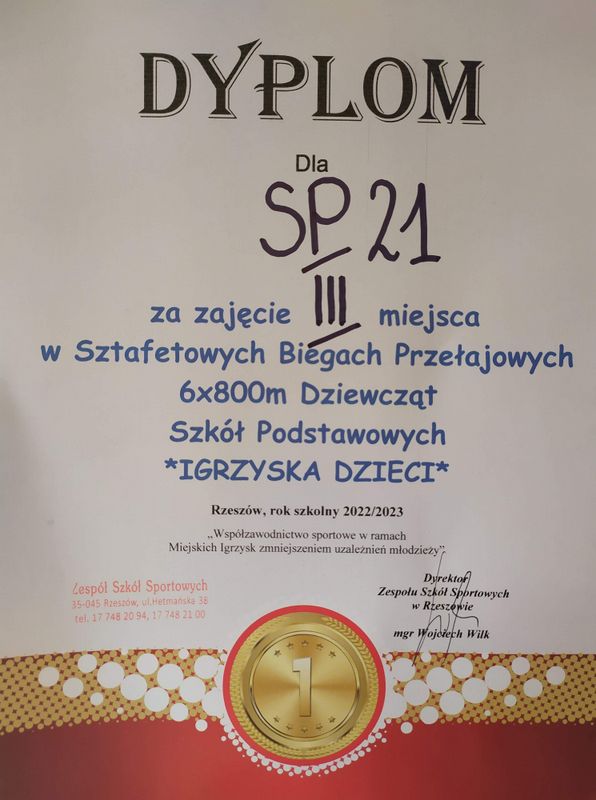 DYPLOM
Dla
SP 21
za zajęcie III miejsca
w Sztafetowych Biegach Przełajowych
6x800m Dziewcząt
Szkół Podstawowych
*IGRZYSKA DZIECI*
Rzeszów, rok szkolny 2022/2023
„Współzawodnictwo sportowe w ramach
Miejskich Igrzysk zmniejszeniem uzależnień młodzieży”
Zespół Szkół Sportowych
35-045 Rzeszów, ul.Hetmańska 38
tel. 17 748 20 94, 17 748 21 00
Dyrektor
Zespołu Szkół Sportowych
w Rzeszowie
mgr Wojciech Wilk
1